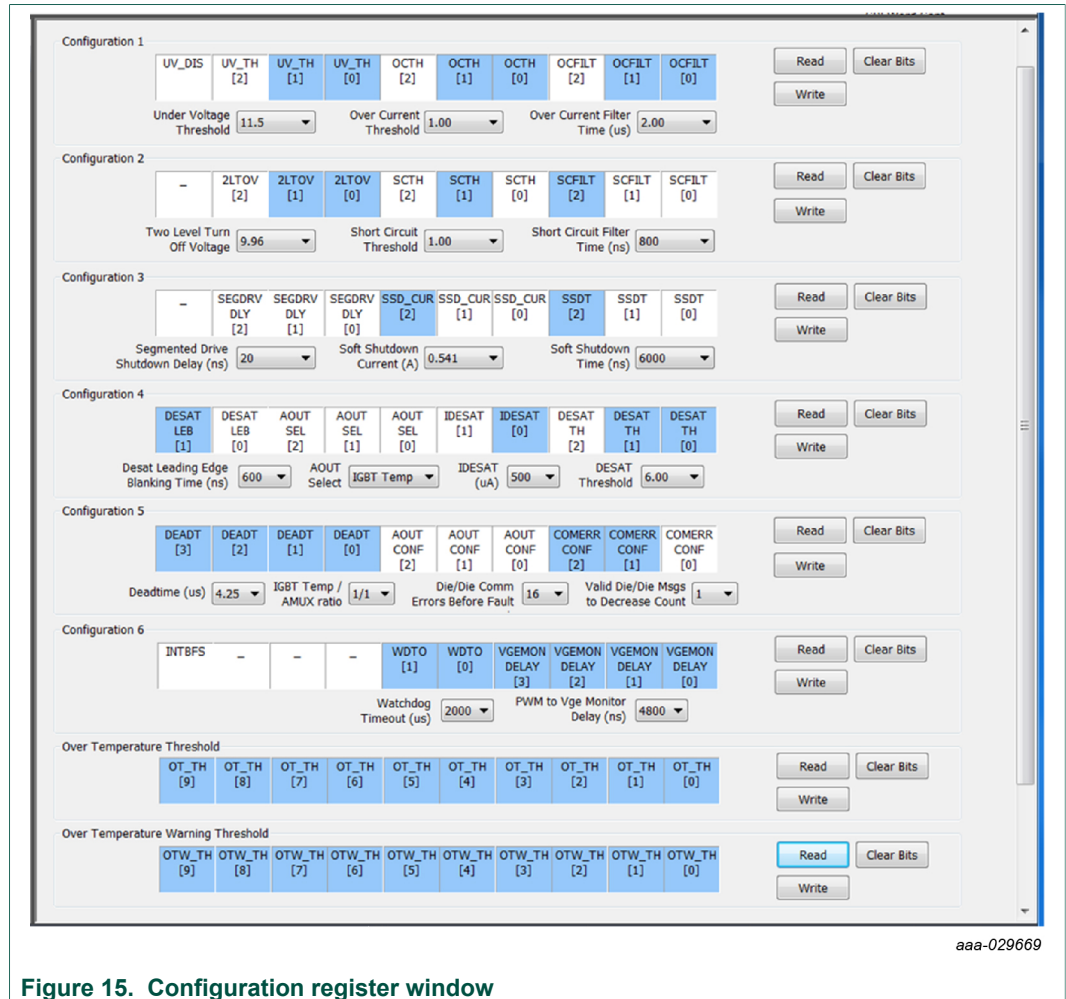 Configuration 1
UV_DIS UV_TH UV_TH UV_TH OCTH OCTH OCTH OCFILT OCFILT OCFILT
[2] [1] [0] [2] [1] [0] [2] [1] [0]
Read Clear Bits
Write
Under Voltage Threshold 11.5
Over Current Threshold 1.00
Over Current Filter Time (us) 2.00
Configuration 2
– 2LTOV 2LTOV 2LTOV SCTH SCTH SCTH SCFILT SCFILT SCFILT
[2] [1] [0] [2] [1] [0] [2] [1] [0]
Read Clear Bits
Write
Two Level Turn Off Voltage 9.96
Short Circuit Threshold 1.00
Short Circuit Filter Time (ns) 800
Configuration 3
– SEGDRV SEGDRV SEGDRV SSD_CUR SSD_CUR SSD_CUR SSDT SSDT SSDT
DLY DLY DLY [2] [1] [0] [2] [1] [0]
[2] [1] [0]
Read Clear Bits
Write
Segmented Drive Shutdown Delay (ns) 20
Soft Shutdown Current (A) 0.541
Soft Shutdown Time (ns) 6000
Configuration 4
DESAT DESAT AOUT AOUT AOUT IDESAT IDESAT DESAT DESAT DESAT
LEB LEB SEL SEL SEL [1] [0] TH TH TH
[1] [0] [2] [1] [0] [2] [1] [0]
Read Clear Bits
Write
Desat Leading Edge Blanking Time (ns) 600
AOUT Select IGBT Temp
IDESAT (uA) 500
DESAT Threshold 6.00
Configuration 5
DEADT DEADT DEADT DEADT AOUT AOUT AOUT COMERR COMERR COMERR
[3] [2] [1] [0] CONF CONF CONF CONF CONF CONF
[2] [1] [0] [2] [1] [0]
Read Clear Bits
Write
Deadtime (us) 4.25
IGBT Temp / AMUX ratio 1/1
Die/Die Comm Errors Before Fault 16
Valid Die/Die Msgs to Decrease Count 1
Configuration 6
INTBFS – – – WDTO WDTO VGEMON VGEMON VGEMON VGEMON
[1] [0] DELAY DELAY DELAY DELAY
[3] [2] [1] [0]
Read Clear Bits
Write
Watchdog Timeout (us) 2000
PWM to Vge Monitor Delay (ns) 4800
Over Temperature Threshold
OT_TH OT_TH OT_TH OT_TH OT_TH OT_TH OT_TH OT_TH OT_TH OT_TH
[9] [8] [7] [6] [5] [4] [3] [2] [1] [0]
Read Clear Bits
Write
Over Temperature Warning Threshold
OTW_TH OTW_TH OTW_TH OTW_TH OTW_TH OTW_TH OTW_TH OTW_TH OTW_TH OTW_TH
[9] [8] [7] [6] [5] [4] [3] [2] [1] [0]
Read Clear Bits
Write
aaa-029669
Figure 15. Configuration register window